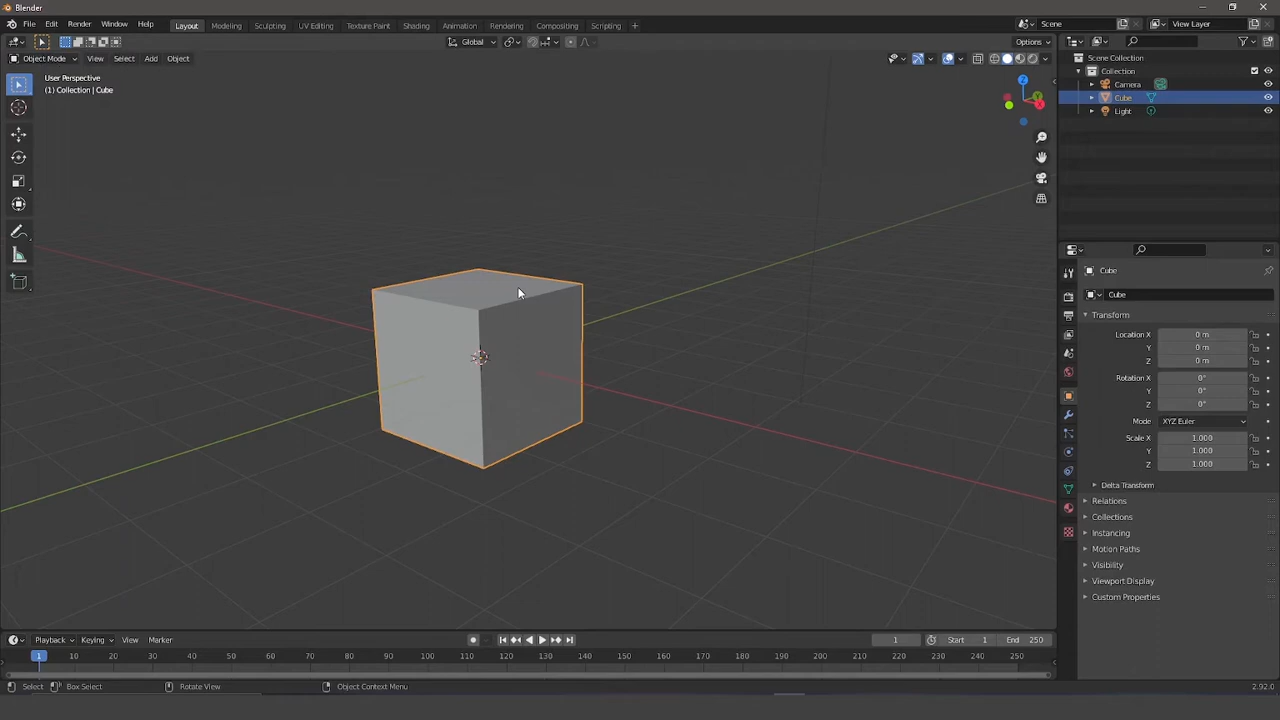 Blender
File Edit Render Window Help Layout Modeling Sculpting UV Editing Texture Paint Shading Animation Rendering Compositing Scripting + Scene View Layer
Global Options
Object Mode View Select Add Object
User Perspective
(1) Collection | Cube
Z
Y
X
Scene Collection
Collection
Camera
Cube
Light
Cube
Cube
Transform
Location X 0 m
Y 0 m
Z 0 m
Rotation X 0°
Y 0°
Z 0°
Mode XYZ Euler
Scale X 1.000
Y 1.000
Z 1.000
Delta Transform
Relations
Collections
Instancing
Motion Paths
Visibility
Viewport Display
Custom Properties
Playback Keying View Marker 1 Start 1 End 250
1 10 20 30 40 50 60 70 80 90 100 110 120 130 140 150 160 170 180 190 200 210 220 230 240 250
Select Box Select Rotate View Object Context Menu 2.92.0